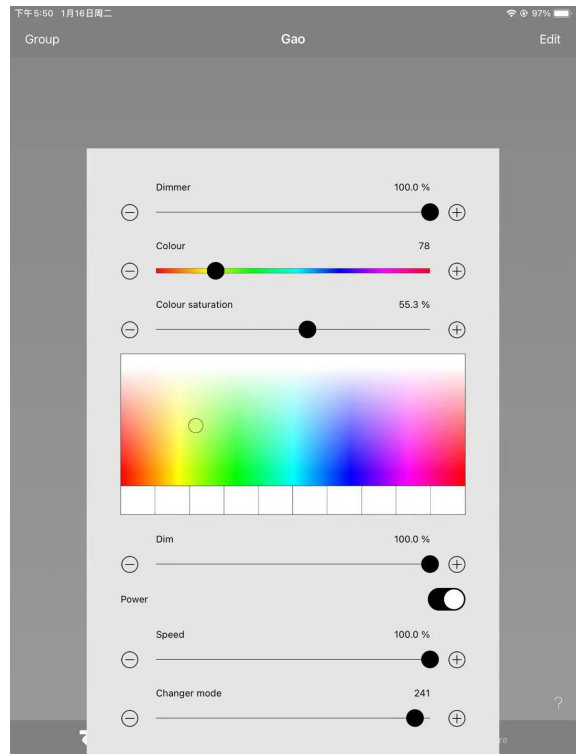 下午5:50 1月16日周二 97%
Group Gao Edit
Dimmer 100.0 %
Colour 78
Colour saturation 55.3 %
Dim 100.0 %
Power
Speed 100.0 %
Changer mode 241
?
re